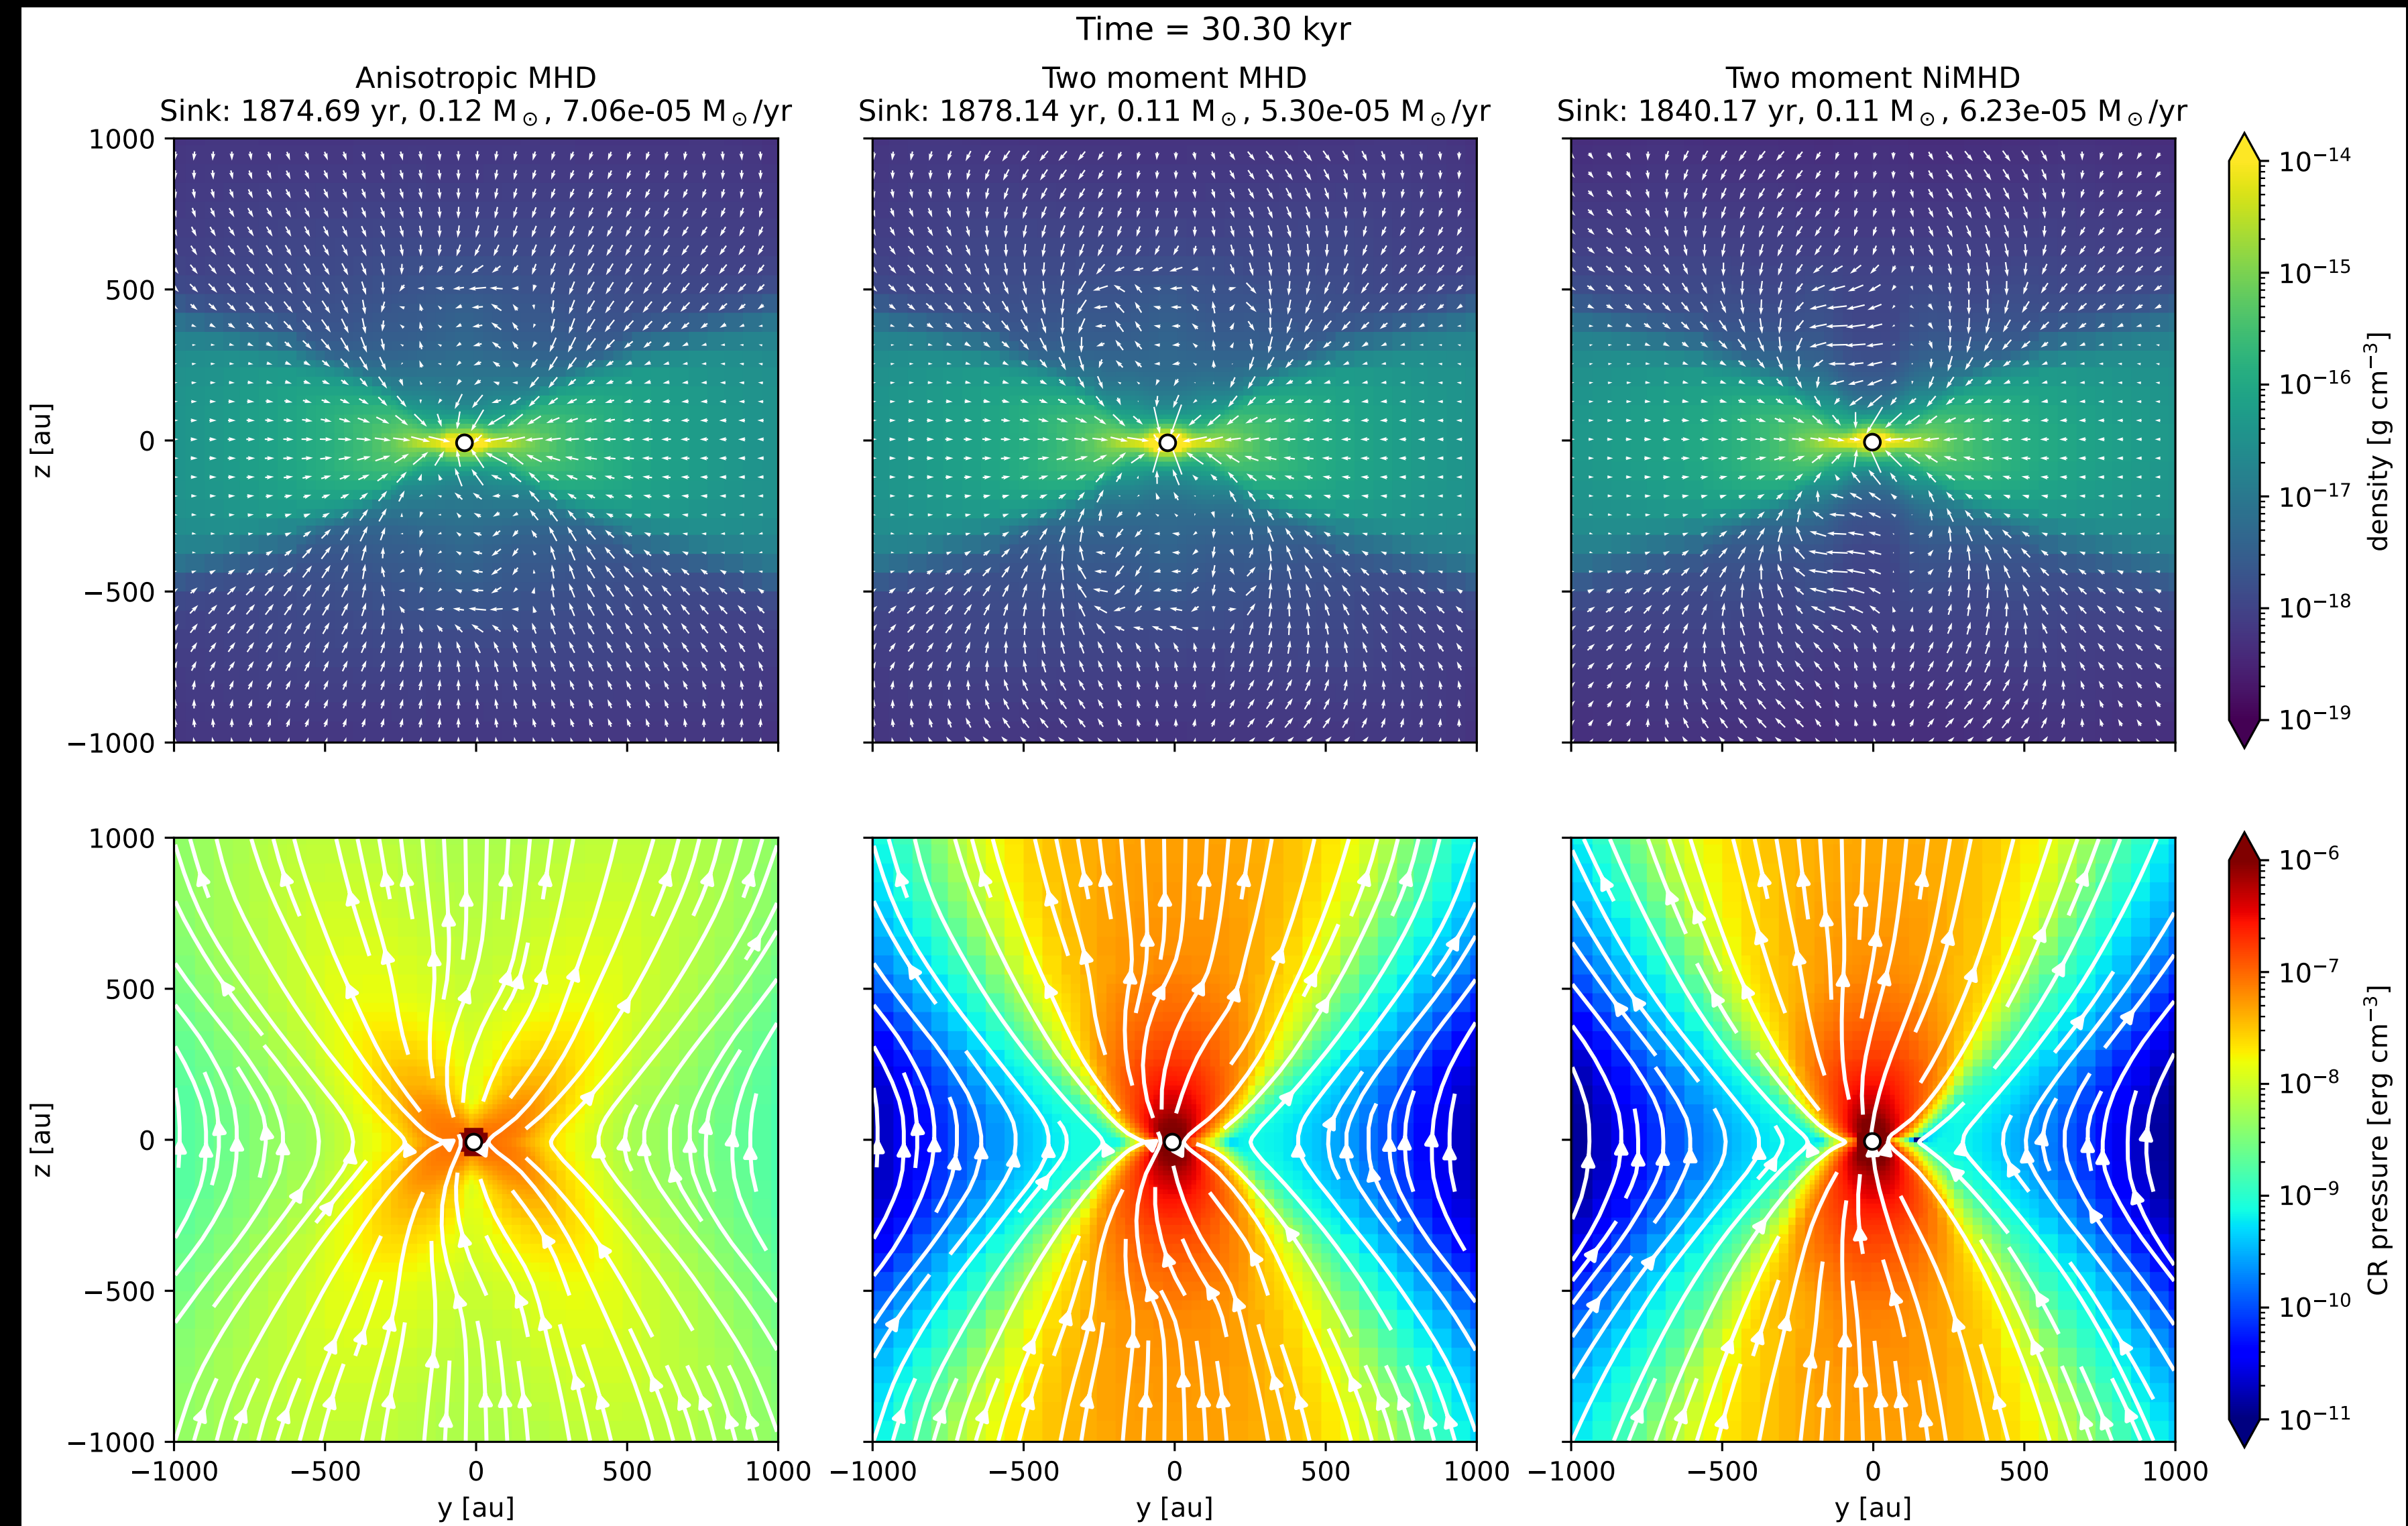 Time = 30.30 kyr
Anisotropic MHD
Sink: 1874.69 yr, 0.12 M⊙, 7.06e-05 M⊙/yr
Two moment MHD
Sink: 1878.14 yr, 0.11 M⊙, 5.30e-05 M⊙/yr
Two moment NiMHD
Sink: 1840.17 yr, 0.11 M⊙, 6.23e-05 M⊙/yr
1000
500
0
−500
−1000
z [au]
10⁻¹⁴
10⁻¹⁵
10⁻¹⁶
10⁻¹⁷
10⁻¹⁸
10⁻¹⁹
density [g cm⁻³]
1000
500
0
−500
−1000
z [au]
−1000 −500 0 500 1000
y [au]
−1000 −500 0 500 1000
y [au]
−1000 −500 0 500 1000
y [au]
10⁻⁶
10⁻⁷
10⁻⁸
10⁻⁹
10⁻¹⁰
10⁻¹¹
CR pressure [erg cm⁻³]